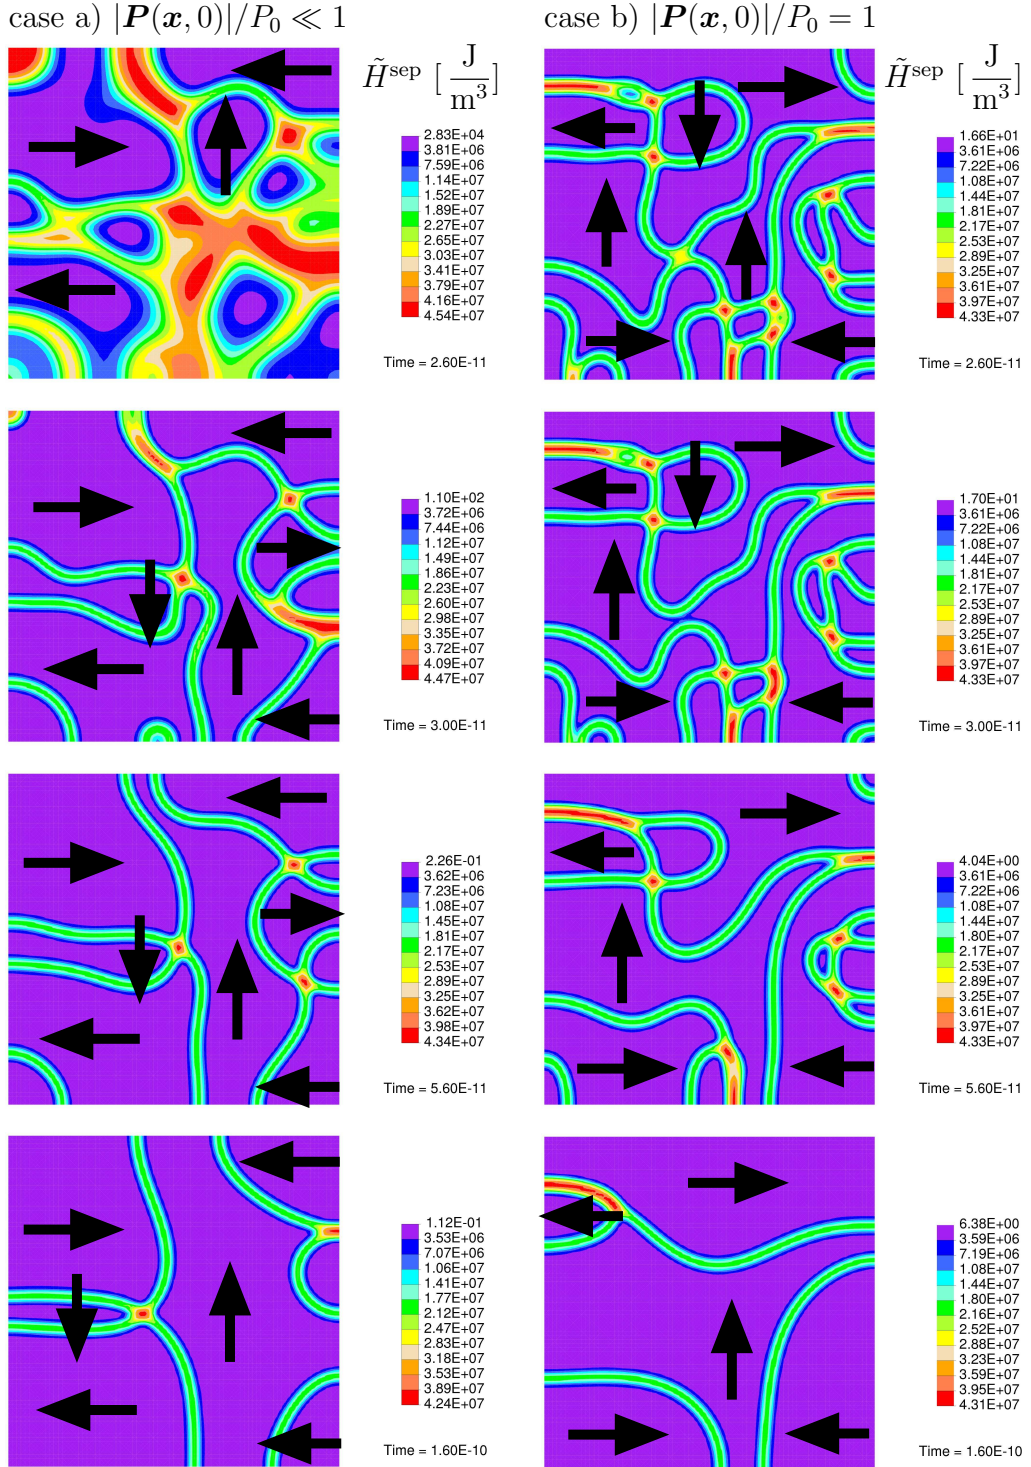 case a) |P(x, 0)|/P₀ ≪ 1
case b) |P(x, 0)|/P₀ = 1
H̃ˢᵉᵖ [ J/m³ ]
2.83E+04
3.81E+06
7.59E+06
1.14E+07
1.52E+07
1.89E+07
2.27E+07
2.65E+07
3.03E+07
3.41E+07
3.79E+07
4.16E+07
4.54E+07
Time = 2.60E-11
H̃ˢᵉᵖ [ J/m³ ]
1.66E+01
3.61E+06
7.22E+06
1.08E+07
1.44E+07
1.81E+07
2.17E+07
2.53E+07
2.89E+07
3.25E+07
3.61E+07
3.97E+07
4.33E+07
Time = 2.60E-11
1.10E+02
3.72E+06
7.44E+06
1.12E+07
1.49E+07
1.86E+07
2.23E+07
2.60E+07
2.98E+07
3.35E+07
3.72E+07
4.09E+07
4.47E+07
Time = 3.00E-11
1.70E+01
3.61E+06
7.22E+06
1.08E+07
1.44E+07
1.81E+07
2.17E+07
2.53E+07
2.89E+07
3.25E+07
3.61E+07
3.97E+07
4.33E+07
Time = 3.00E-11
2.26E-01
3.62E+06
7.23E+06
1.08E+07
1.45E+07
1.81E+07
2.17E+07
2.53E+07
2.89E+07
3.25E+07
3.62E+07
3.98E+07
4.34E+07
Time = 5.60E-11
4.04E+00
3.61E+06
7.22E+06
1.08E+07
1.44E+07
1.80E+07
2.17E+07
2.53E+07
2.89E+07
3.25E+07
3.61E+07
3.97E+07
4.33E+07
Time = 5.60E-11
1.12E-01
3.53E+06
7.07E+06
1.06E+07
1.41E+07
1.77E+07
2.12E+07
2.47E+07
2.83E+07
3.18E+07
3.53E+07
3.89E+07
4.24E+07
Time = 1.60E-10
6.38E+00
3.59E+06
7.19E+06
1.08E+07
1.44E+07
1.80E+07
2.16E+07
2.52E+07
2.88E+07
3.23E+07
3.59E+07
3.95E+07
4.31E+07
Time = 1.60E-10